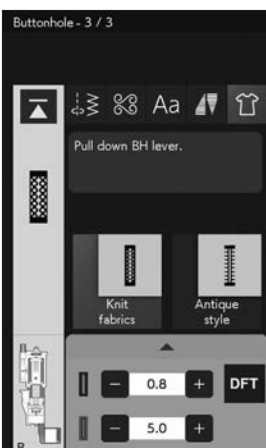 Buttonhole - 3 / 3
Aa
Pull down BH lever.
Knit
fabrics
Antique
style
0.8
DFT
5.0
R